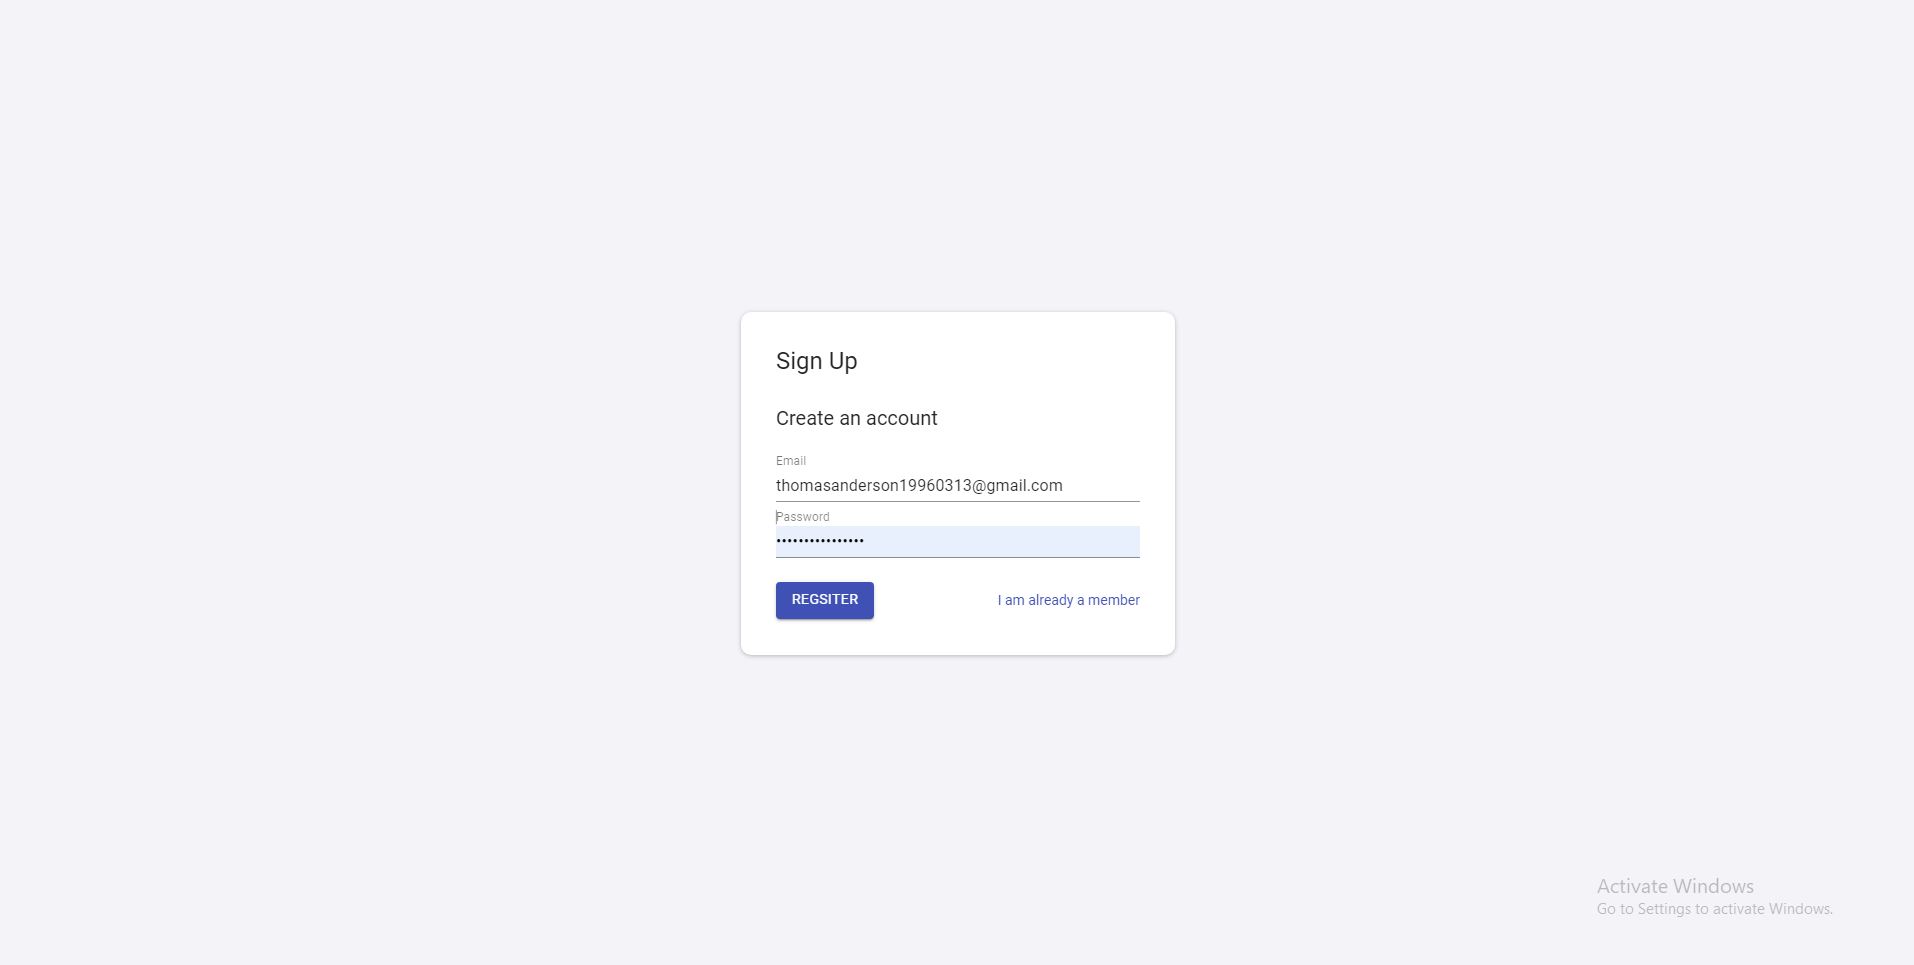 Sign Up
Create an account
Email
thomasanderson19960313@gmail.com
Password
••••••••••••••••
REGSITER
I am already a member
Activate Windows
Go to Settings to activate Windows.